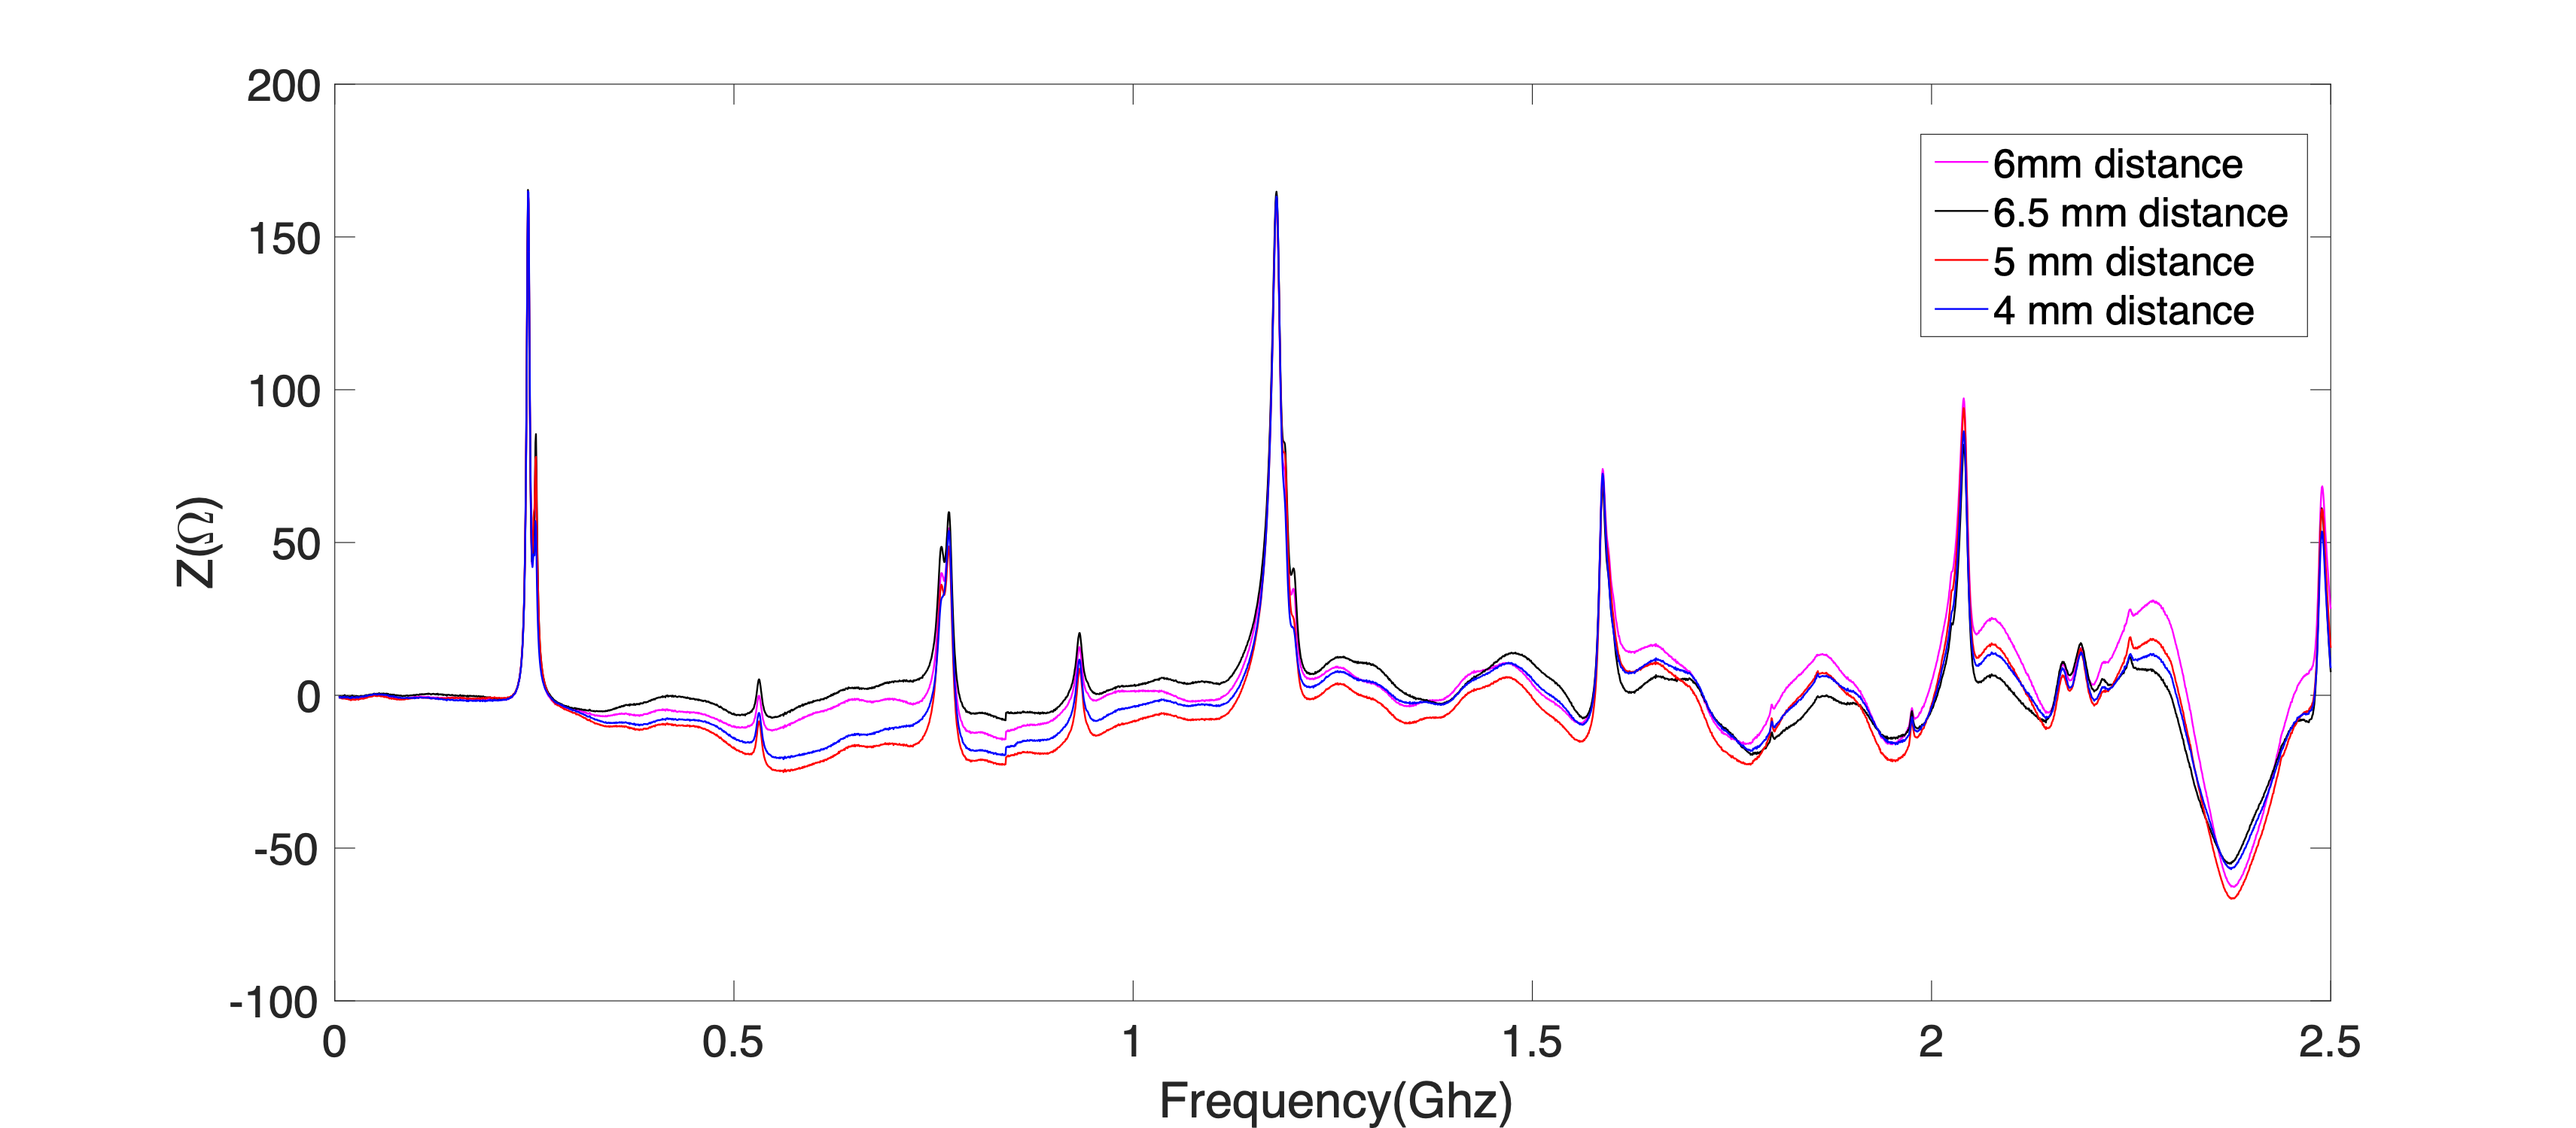 200
150
100
50
0
-50
-100
Z(Ω)
6mm distance
6.5 mm distance
5 mm distance
4 mm distance
0 0.5 1 1.5 2 2.5
Frequency(Ghz)